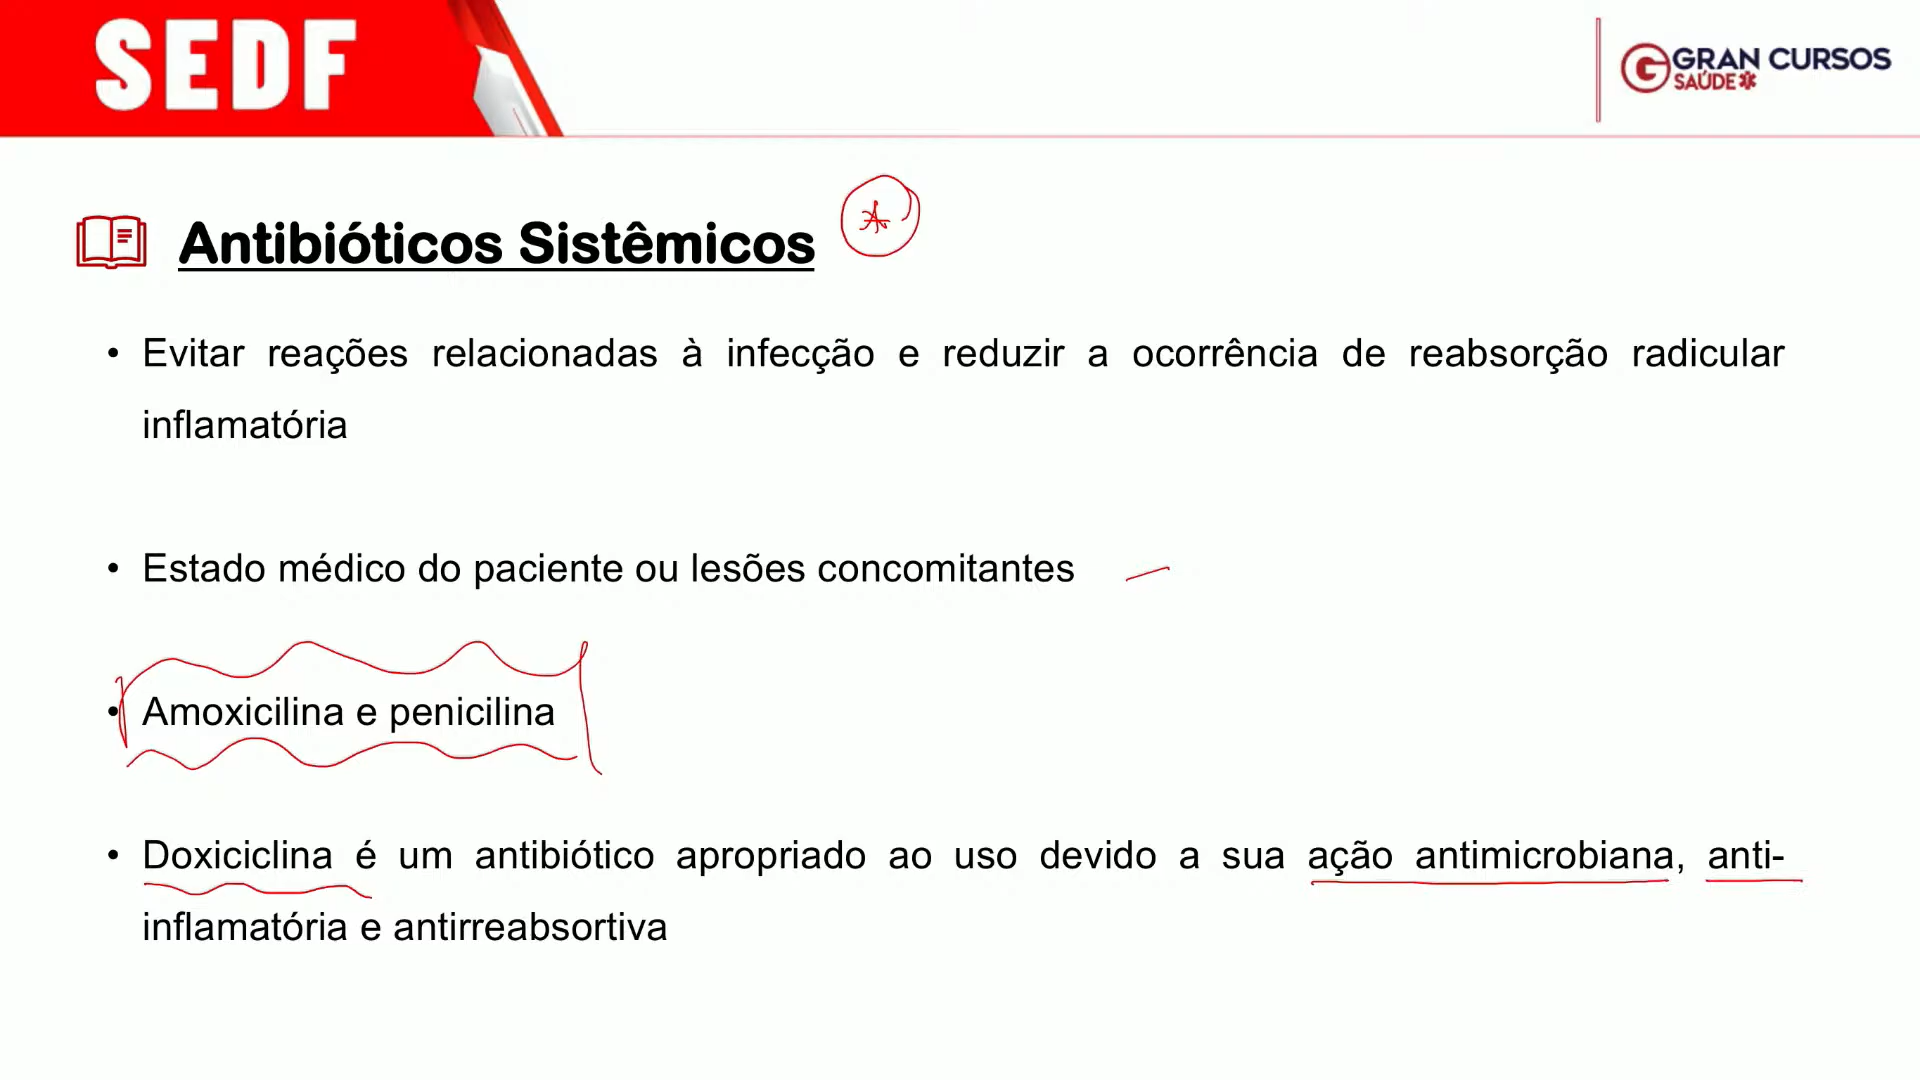 SEDF
GRAN CURSOS
SAÚDE
Antibióticos Sistêmicos
• Evitar reações relacionadas à infecção e reduzir a ocorrência de reabsorção radicular
inflamatória
• Estado médico do paciente ou lesões concomitantes
• Amoxicilina e penicilina
• Doxiciclina é um antibiótico apropriado ao uso devido a sua ação antimicrobiana, anti-
inflamatória e antirreabsortiva